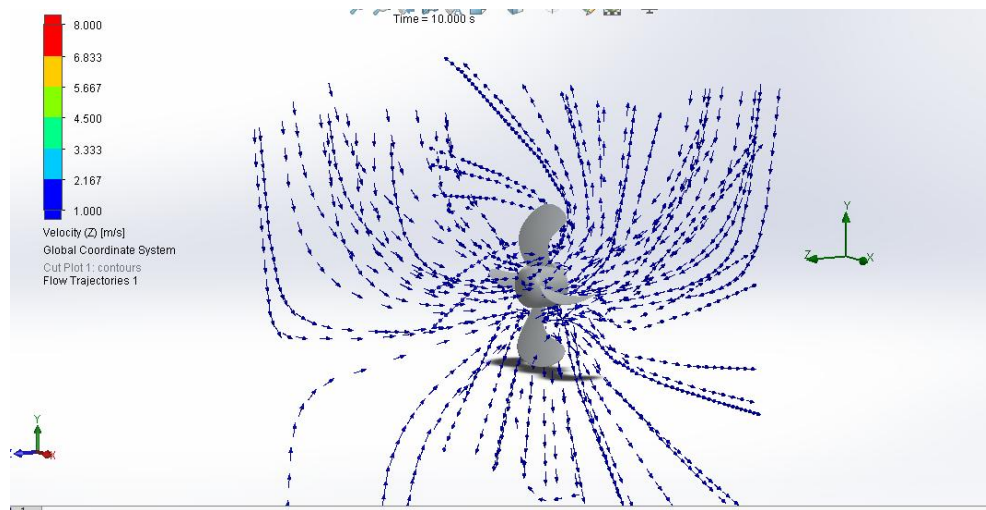 Time = 10.000 s
8.000
6.833
5.667
4.500
3.333
2.167
1.000
Velocity (Z) [m/s]
Global Coordinate System
Cut Plot 1: contours
Flow Trajectories 1
Y
Z
X
Y
X